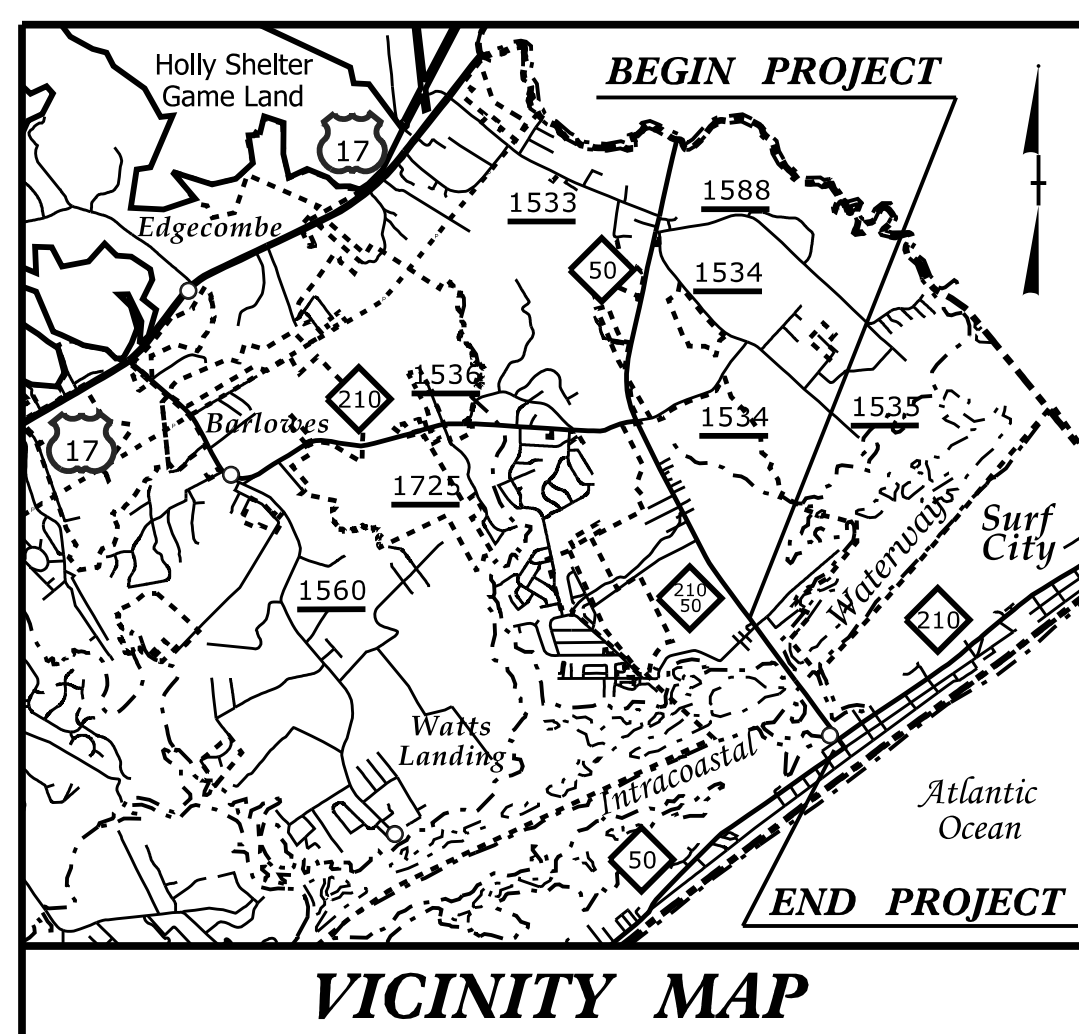 Holly Shelter
Game Land
BEGIN PROJECT
17
Edgecombe
1533
1588
50
1534
1536
210
Barlowes
17
1534
1535
1725
Surf
City
Waterways
1560
210
50
210
Watts
Landing
Intracoastal
Atlantic
Ocean
50
END PROJECT
VICINITY MAP